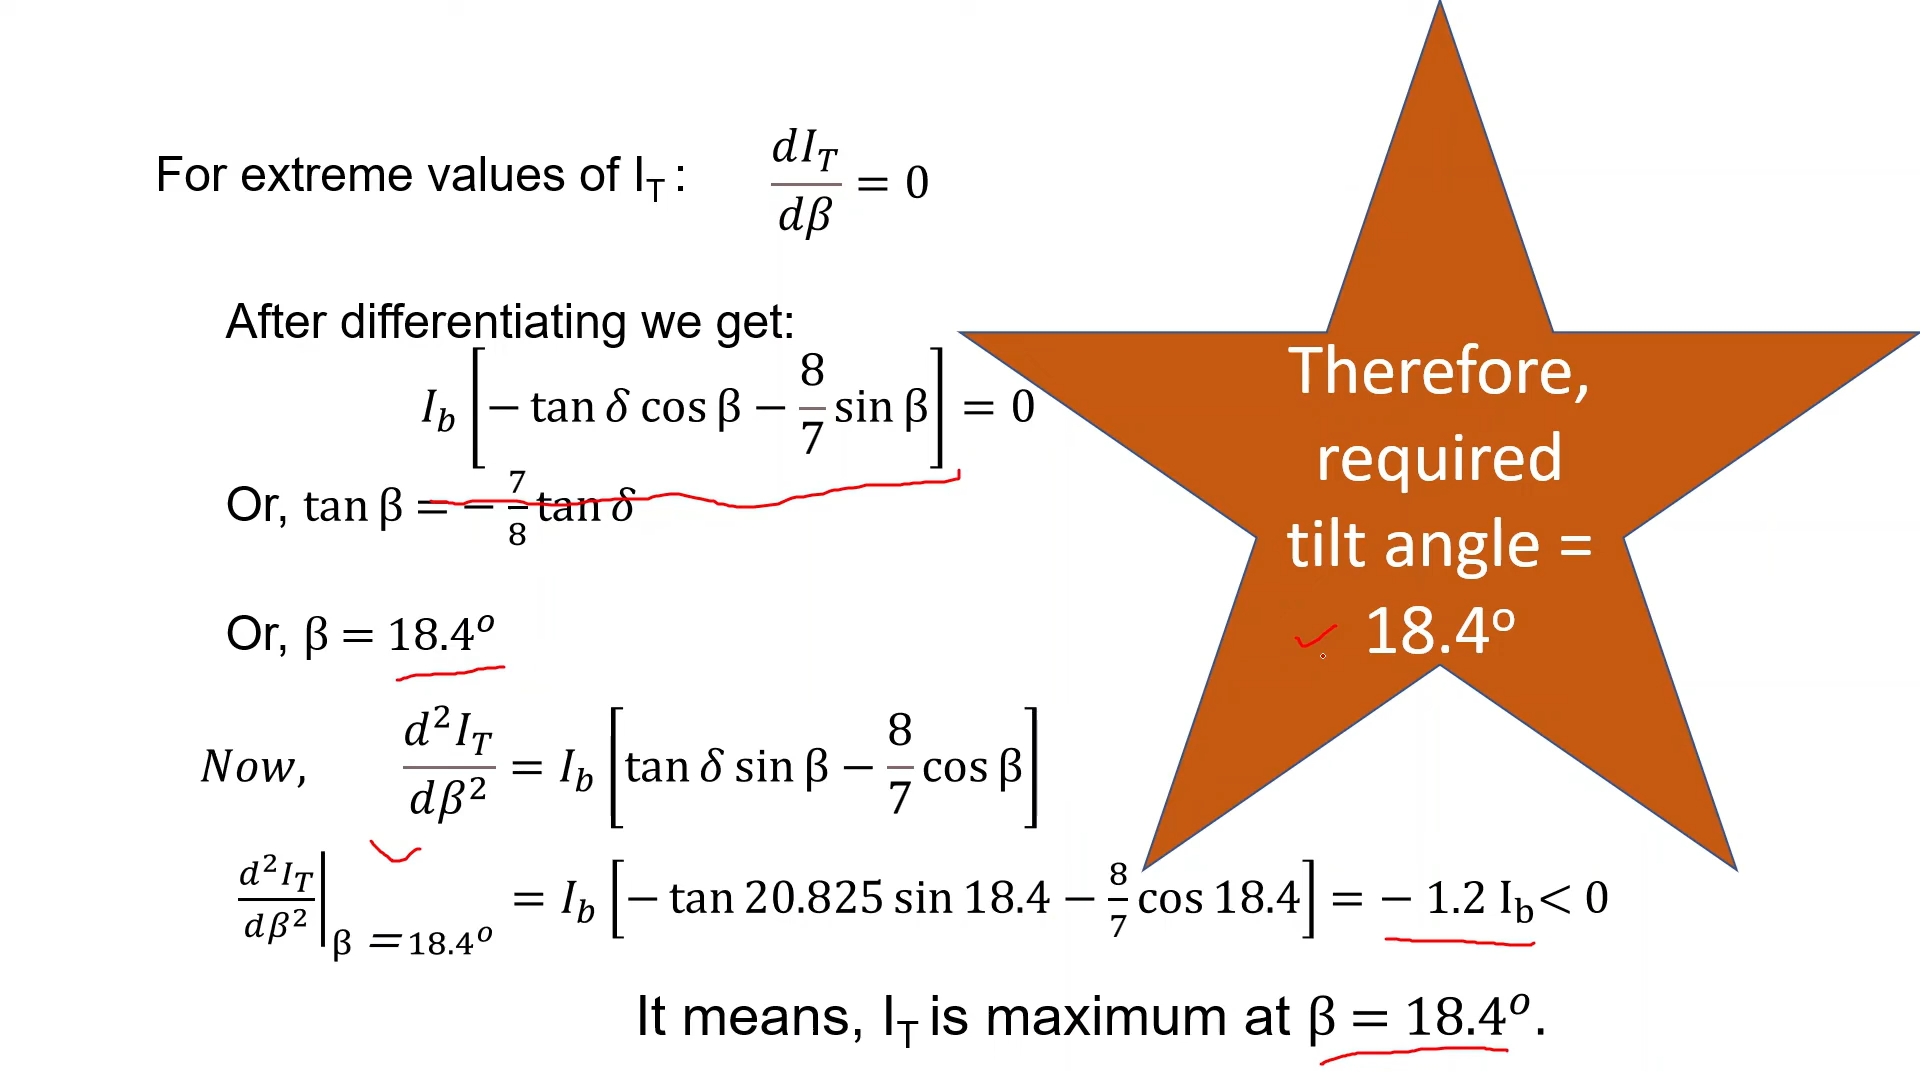 For extreme values of I_T : dI_T/dβ = 0
After differentiating we get:
I_b [− tan δ cos β − 8/7 sin β] = 0
Or, tan β = − 7/8 tan δ
Or, β = 18.4°
Now, d²I_T/dβ² = I_b [tan δ sin β − 8/7 cos β]
d²I_T/dβ² |_β = 18.4° = I_b [− tan 20.825 sin 18.4 − 8/7 cos 18.4] = − 1.2 I_b < 0
It means, I_T is maximum at β = 18.4°.
Therefore,
required
tilt angle =
18.4°